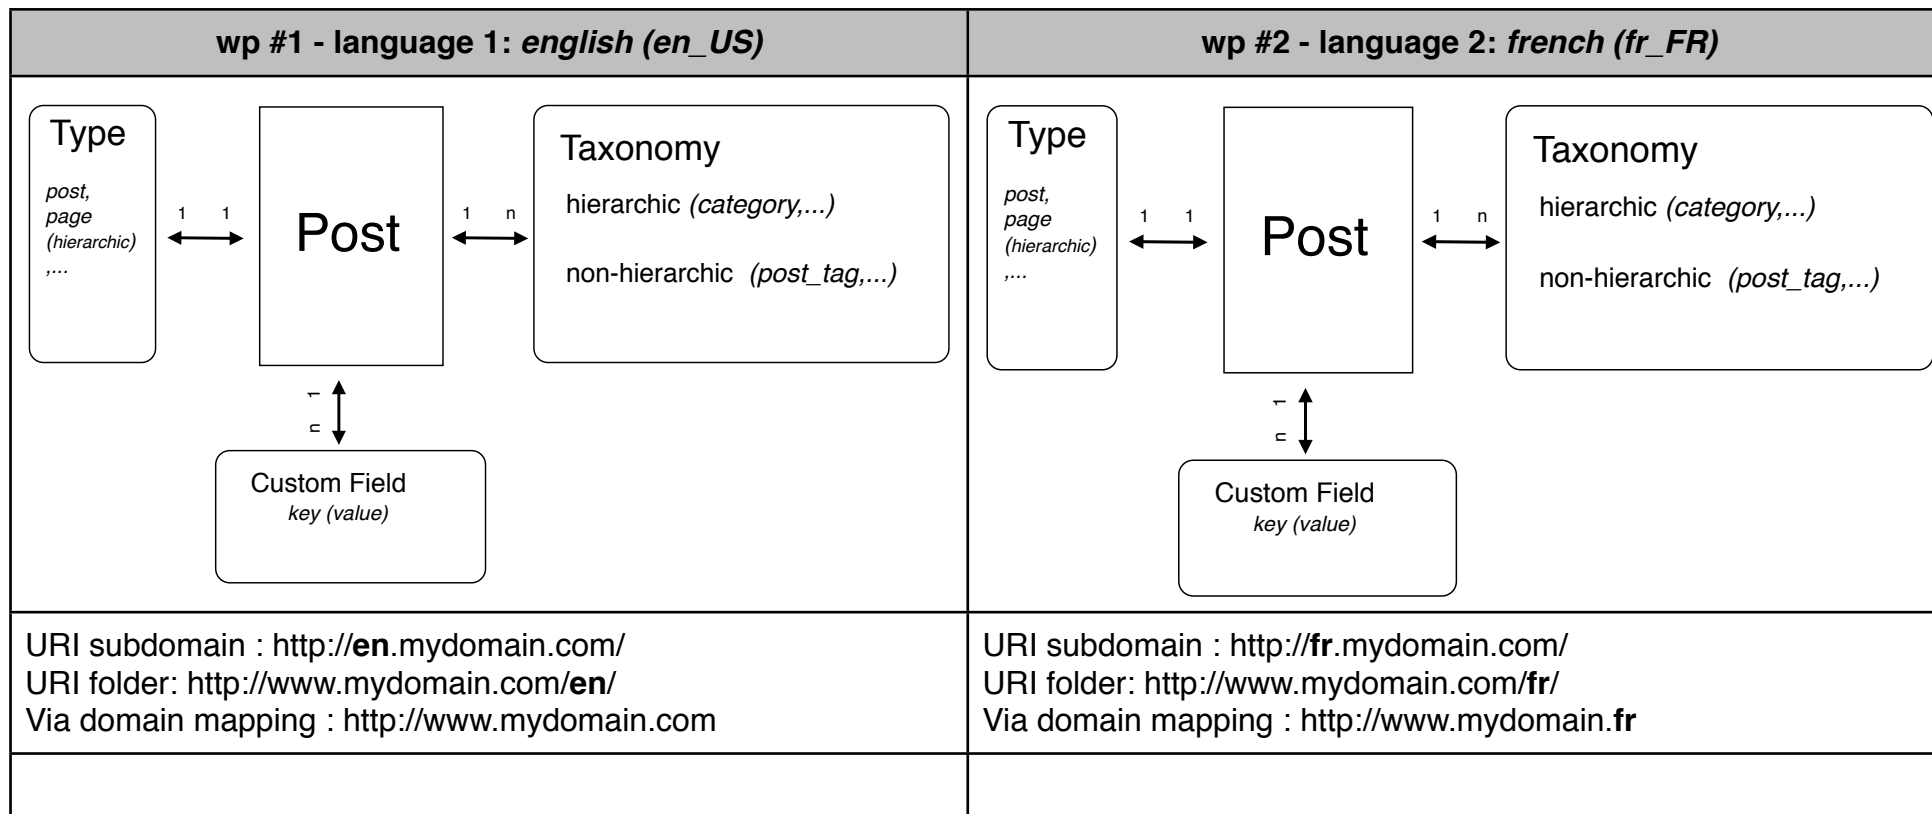 wp #1 - language 1: english (en_US)
wp #2 - language 2: french (fr_FR)
Type
post,
page
(hierarchic)
,...
1 1
Post
1 n
Taxonomy
hierarchic (category,...)
non-hierarchic (post_tag,...)
n 1
Custom Field
key (value)
Type
post,
page
(hierarchic)
,...
1 1
Post
1 n
Taxonomy
hierarchic (category,...)
non-hierarchic (post_tag,...)
n 1
Custom Field
key (value)
URI subdomain : http://en.mydomain.com/
URI folder: http://www.mydomain.com/en/
Via domain mapping : http://www.mydomain.com
URI subdomain : http://fr.mydomain.com/
URI folder: http://www.mydomain.com/fr/
Via domain mapping : http://www.mydomain.fr